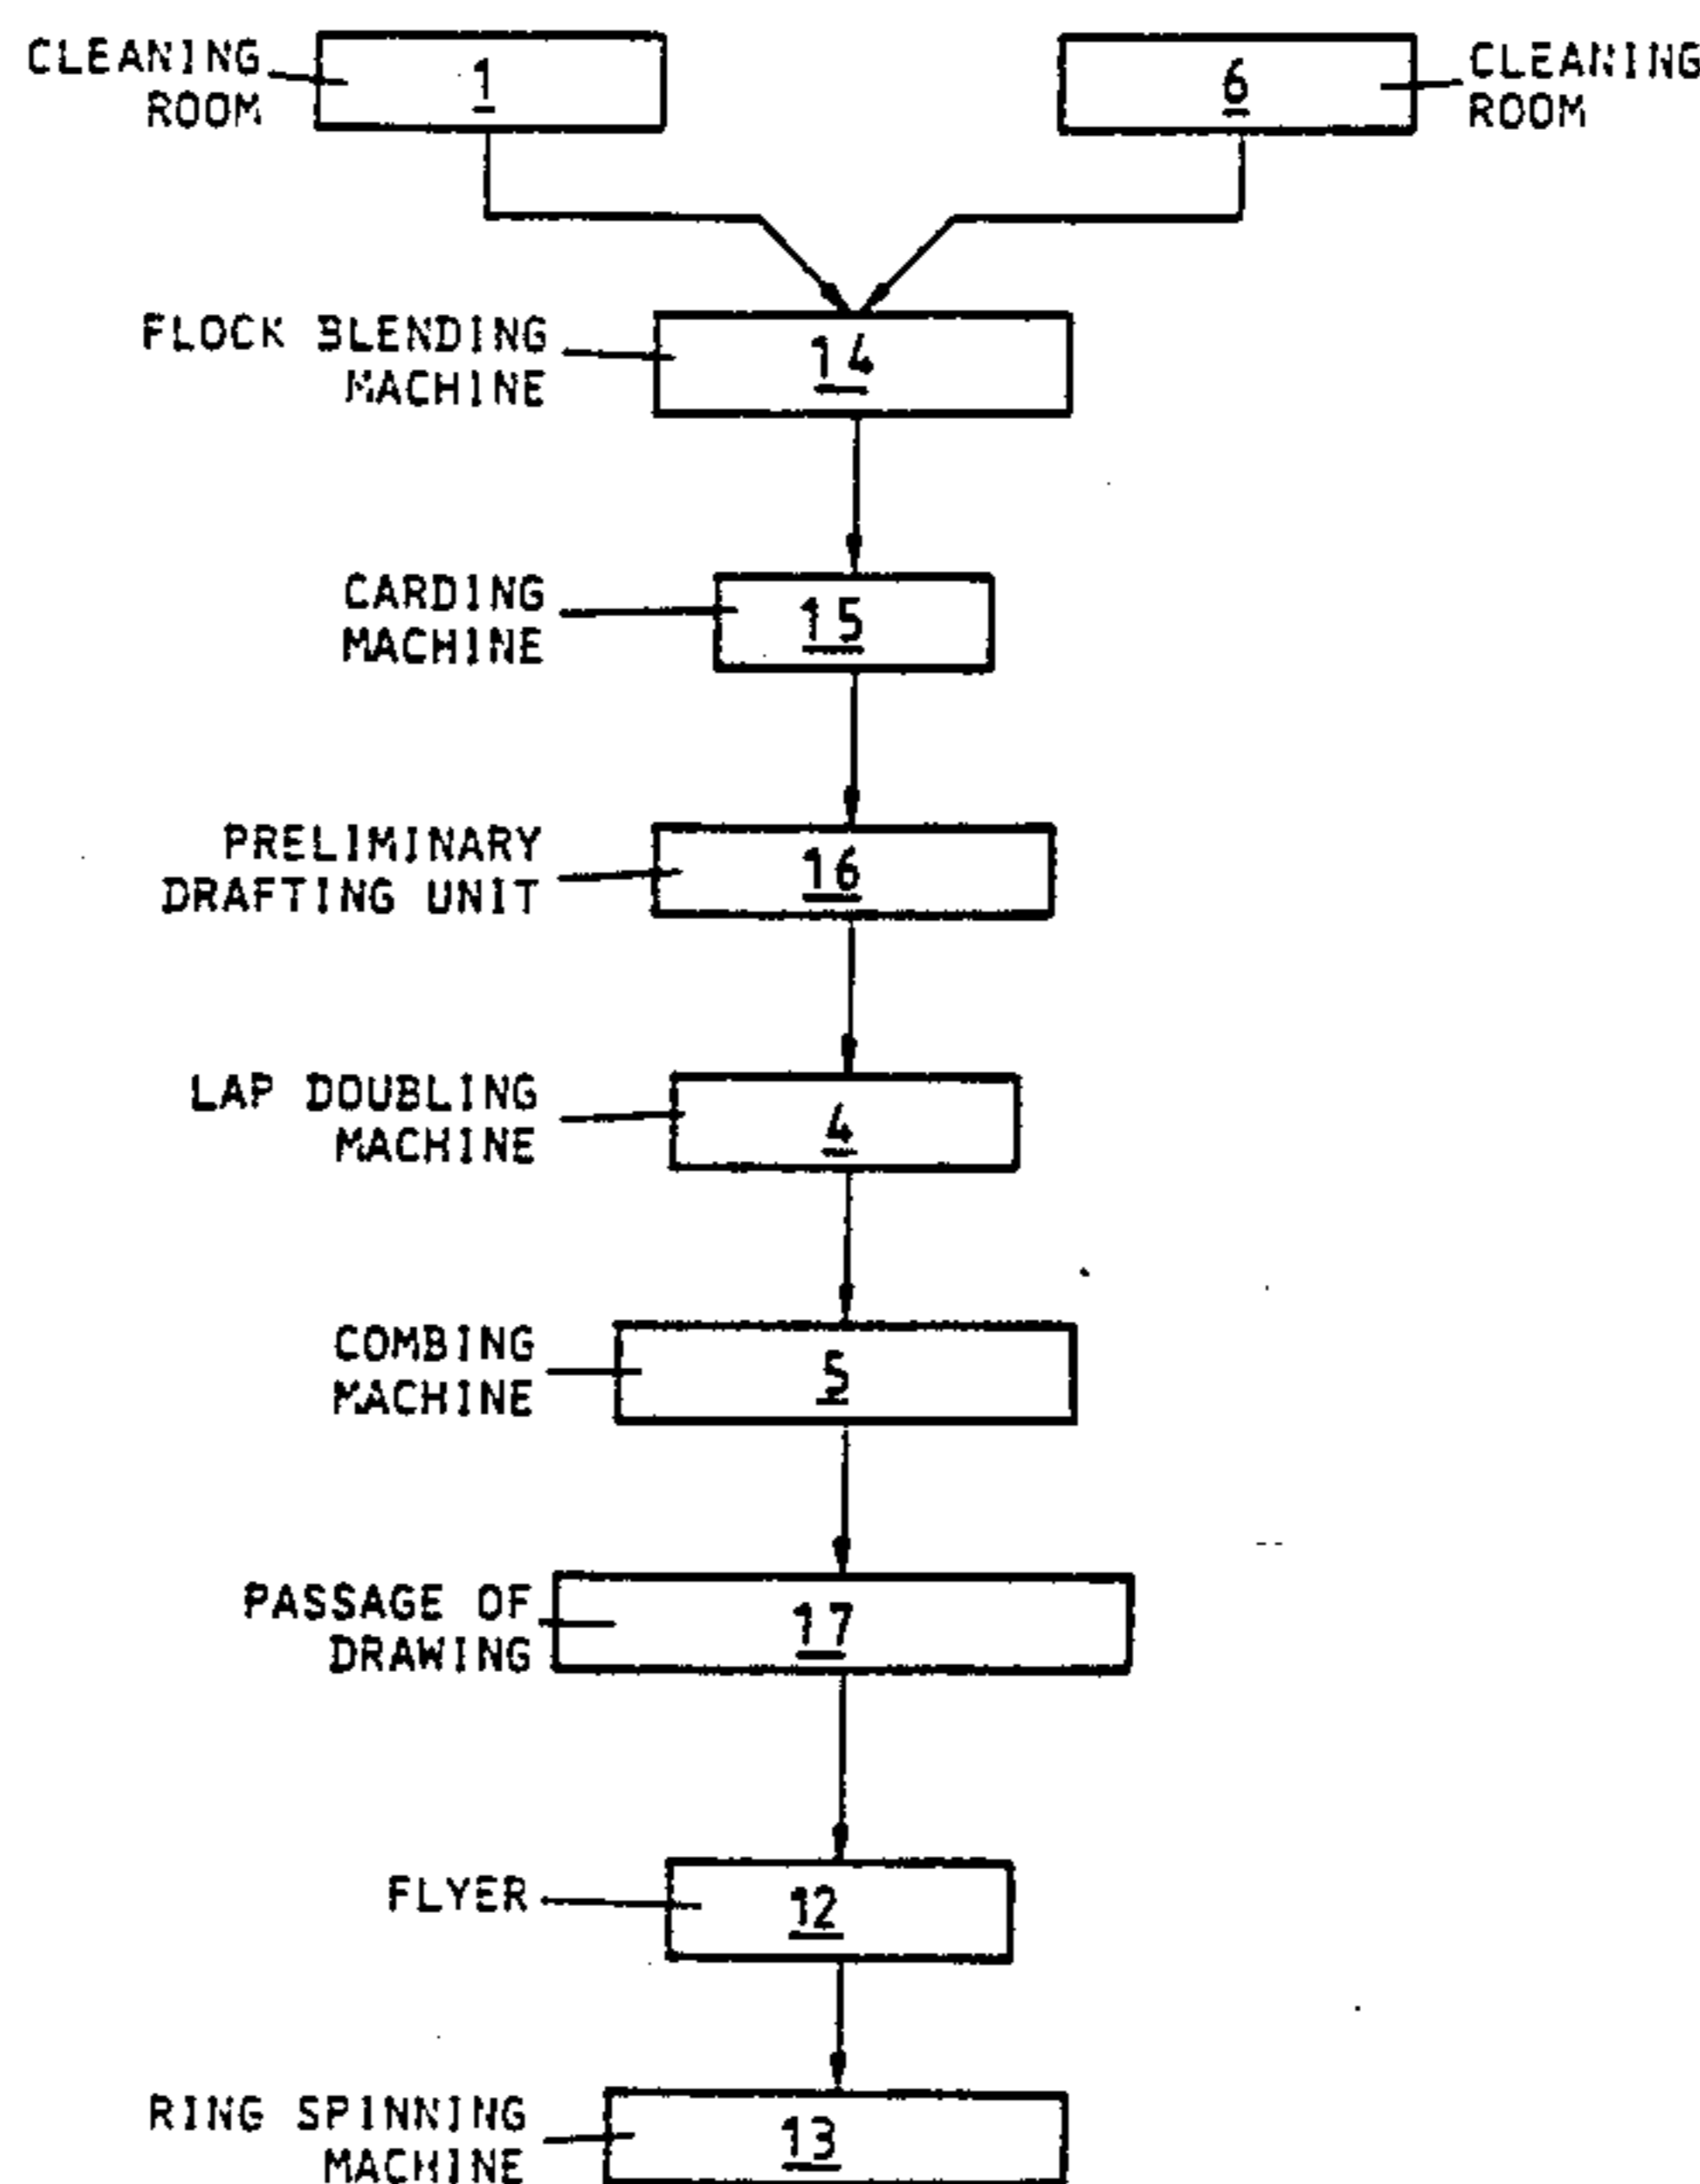 CLEANING
ROOM
1
6
CLEANING
ROOM
FLOCK BLENDING
MACHINE
14
CARDING
MACHINE
15
PRELIMINARY
DRAFTING UNIT
16
LAP DOUBLING
MACHINE
4
COMBING
MACHINE
5
PASSAGE OF
DRAWING
17
FLYER
12
RING SPINNING
MACHINE
13